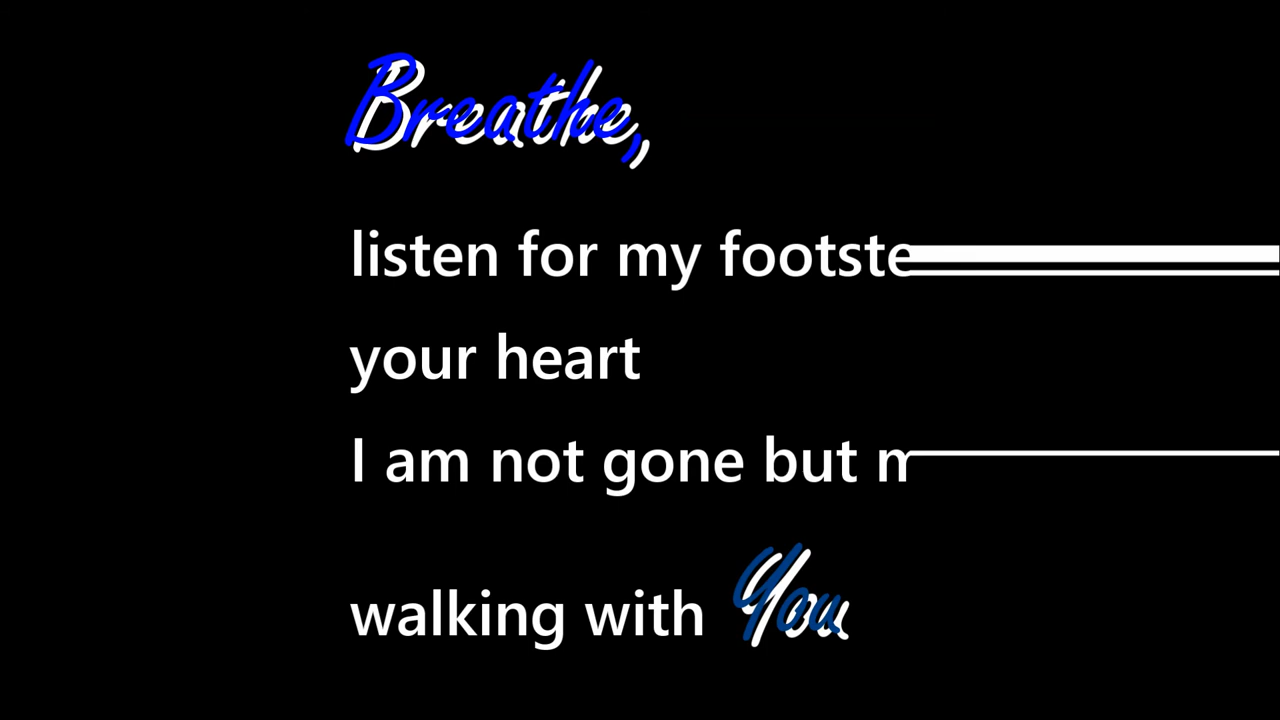 Breathe,
listen for my footste
your heart
I am not gone but
walking with You